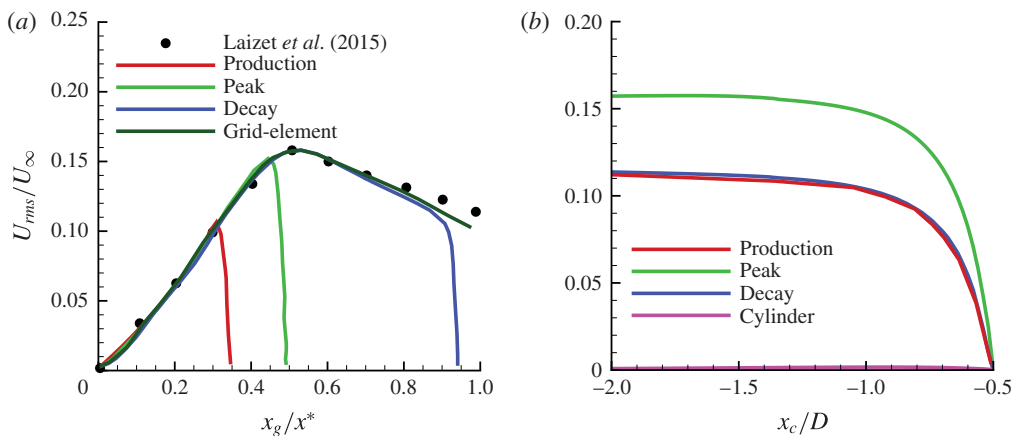 (a)
0.25
0.20
0.15
0.10
0.05
U_rms/U_∞
Laizet et al. (2015)
Production
Peak
Decay
Grid-element
0 0.2 0.4 0.6 0.8 1.0
x_g/x*
(b)
0.20
0.15
0.10
0.05
0
Production
Peak
Decay
Cylinder
−2.0 −1.5 −1.0 −0.5
x_c/D